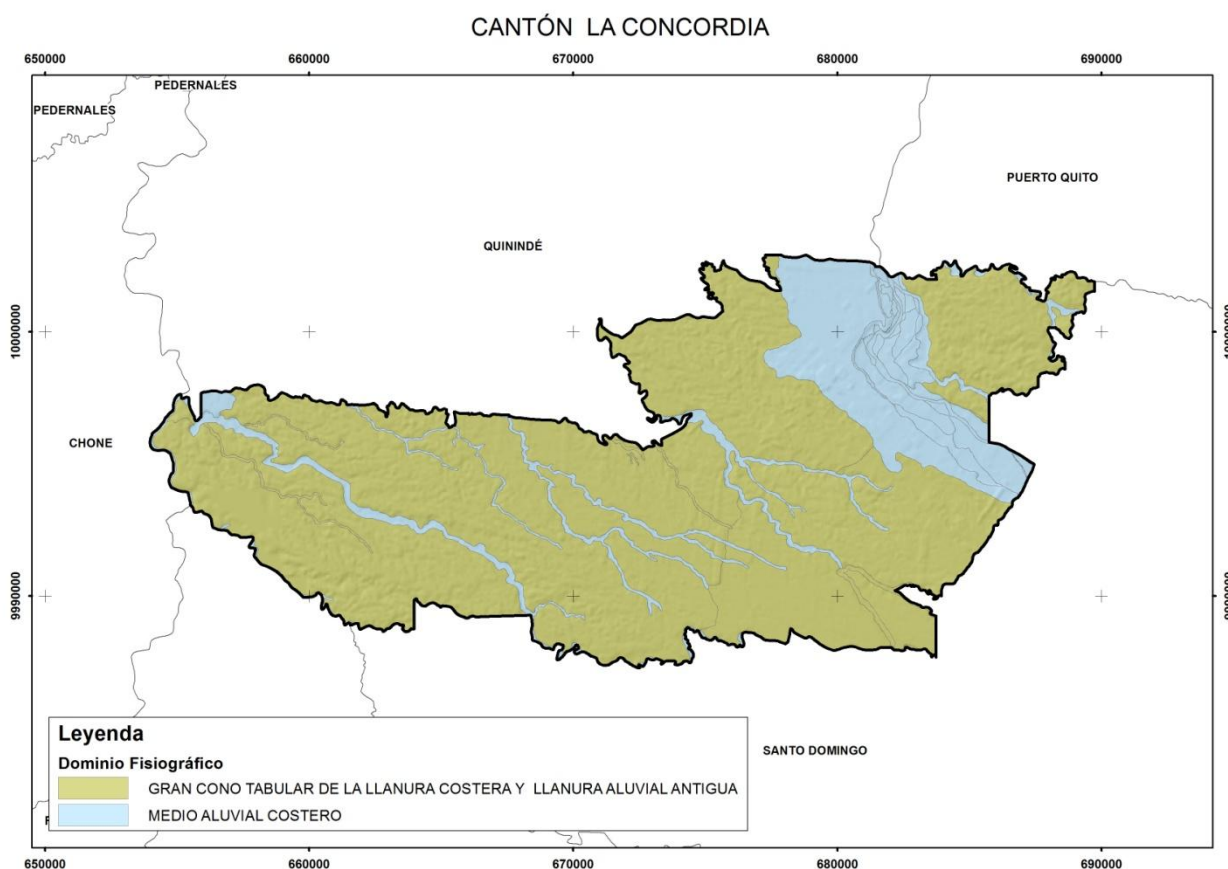 CANTÓN LA CONCORDIA
650000 660000 670000 680000 690000
PEDERNALES
PEDERNALES
PUERTO QUITO
QUININDÉ
10000000
CHONE
9990000
Leyenda
Dominio Fisiográfico
GRAN CONO TABULAR DE LA LLANURA COSTERA Y LLANURA ALUVIAL ANTIGUA
MEDIO ALUVIAL COSTERO
SANTO DOMINGO
650000 660000 670000 680000 690000